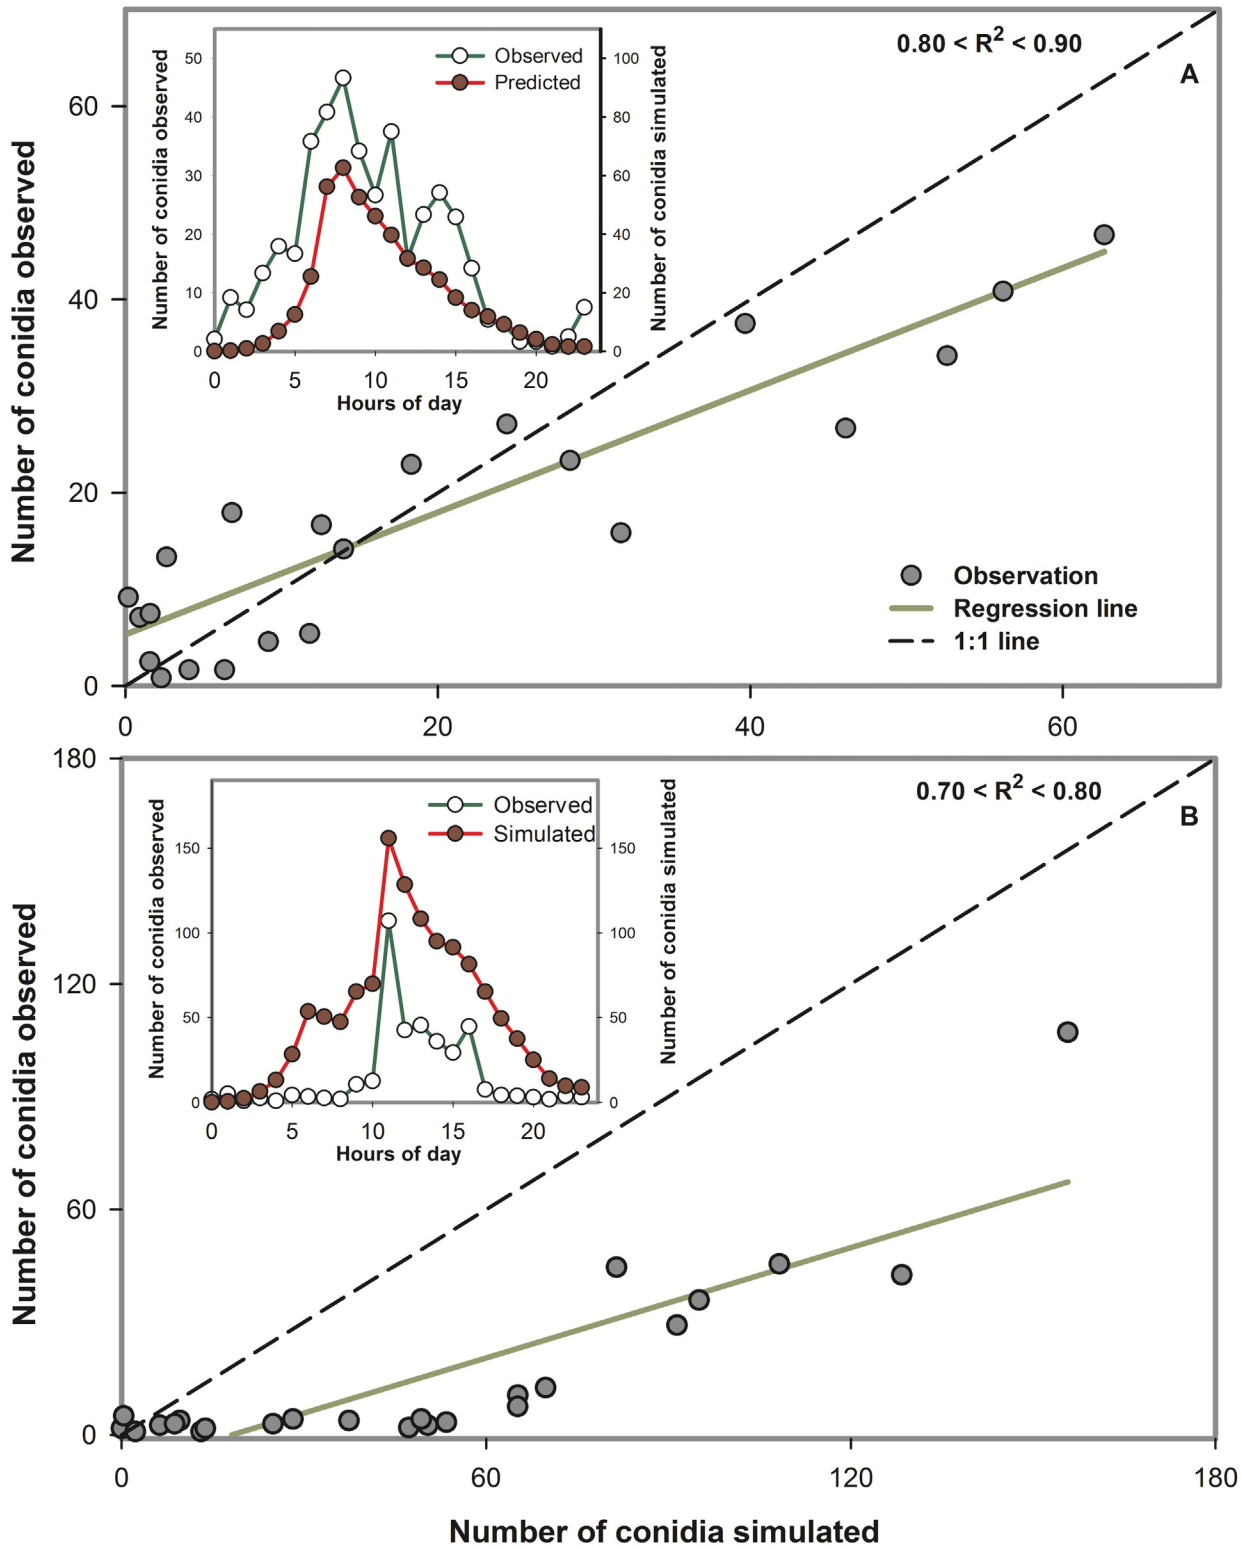 0.80 < R2 < 0.90
A
Number of conidia observed
60
40
20
0
0 20 40 60
Number of conidia observed
50
40
30
20
10
0
Observed
Predicted
100
80
60
40
20
0
Number of conidia simulated
0 5 10 15 20
Hours of day
Observation
Regression line
1:1 line
0.70 < R2 < 0.80
B
Number of conidia observed
180
120
60
0
Number of conidia observed
150
100
50
0
Observed
Simulated
150
100
50
0
Number of conidia simulated
0 5 10 15 20
Hours of day
0 60 120 180
Number of conidia simulated